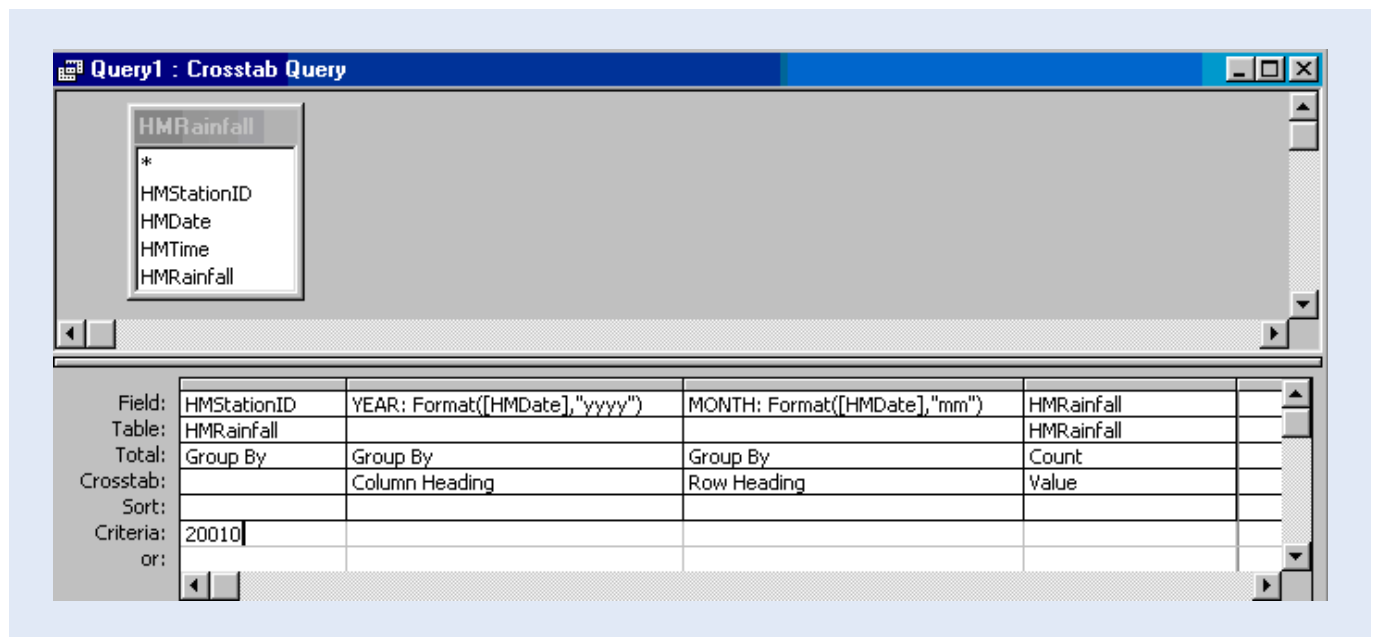 Query1 : Crosstab Query
HMRainfall
*
HMStationID
HMDate
HMTime
HMRainfall
Field: HMStationID YEAR: Format([HMDate],"yyyy") MONTH: Format([HMDate],"mm") HMRainfall
Table: HMRainfall HMRainfall
Total: Group By Group By Group By Count
Crosstab: Column Heading Row Heading Value
Sort:
Criteria: 20010
or: